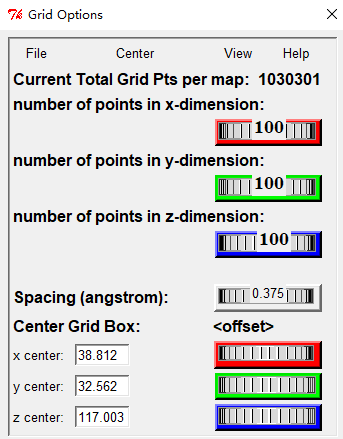 Grid Options
File Center View Help
Current Total Grid Pts per map: 1030301
number of points in x-dimension:
100
number of points in y-dimension:
100
number of points in z-dimension:
100
Spacing (angstrom): 0.375
Center Grid Box: <offset>
x center: 38.812
y center: 32.562
z center: 117.003